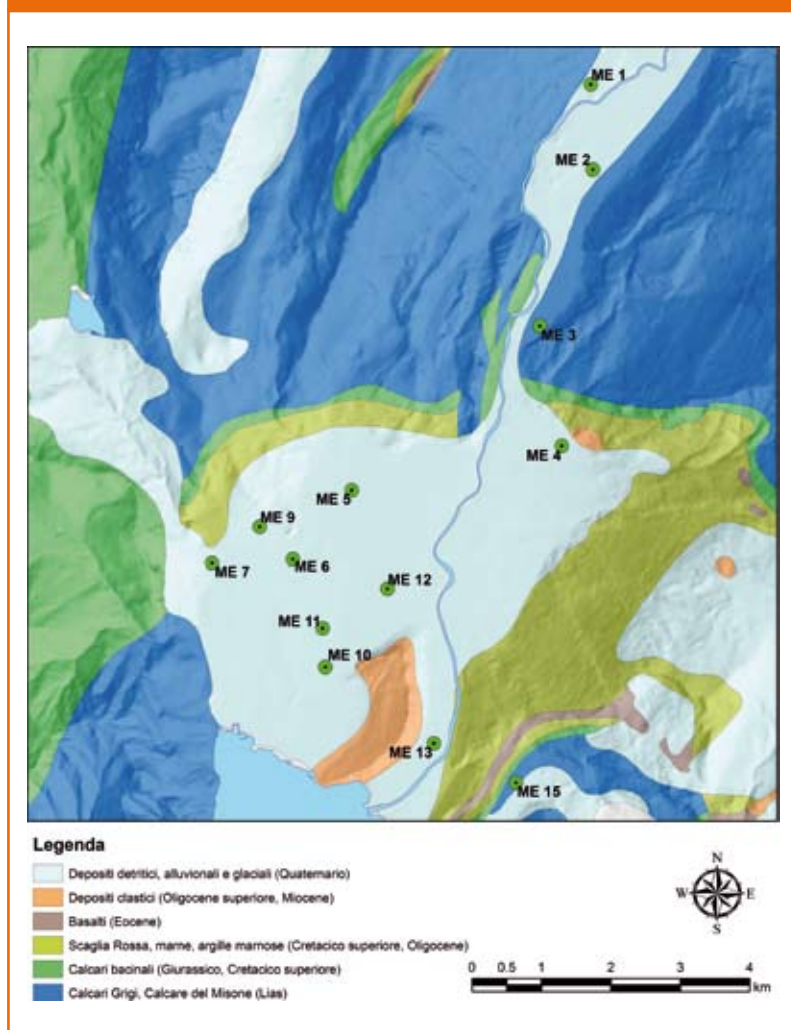 ME 1
ME 2
ME 3
ME 4
ME 5
ME 9
ME 7
ME 6
ME 12
ME 11
ME 10
ME 13
ME 15
Legenda
Depositi detritici, alluvionali e glaciali (Quaternario)
Depositi clastici (Oligocene superiore, Miocene)
Basalti (Eocene)
Scaglia Rossa, marne, argille marnose (Cretacico superiore, Oligocene)
Calcari bacinali (Giurassico, Cretacico superiore)
Calcari Grigi, Calcare del Misone (Lias)
N
W E
S
0 0.5 1 2 3 4
km